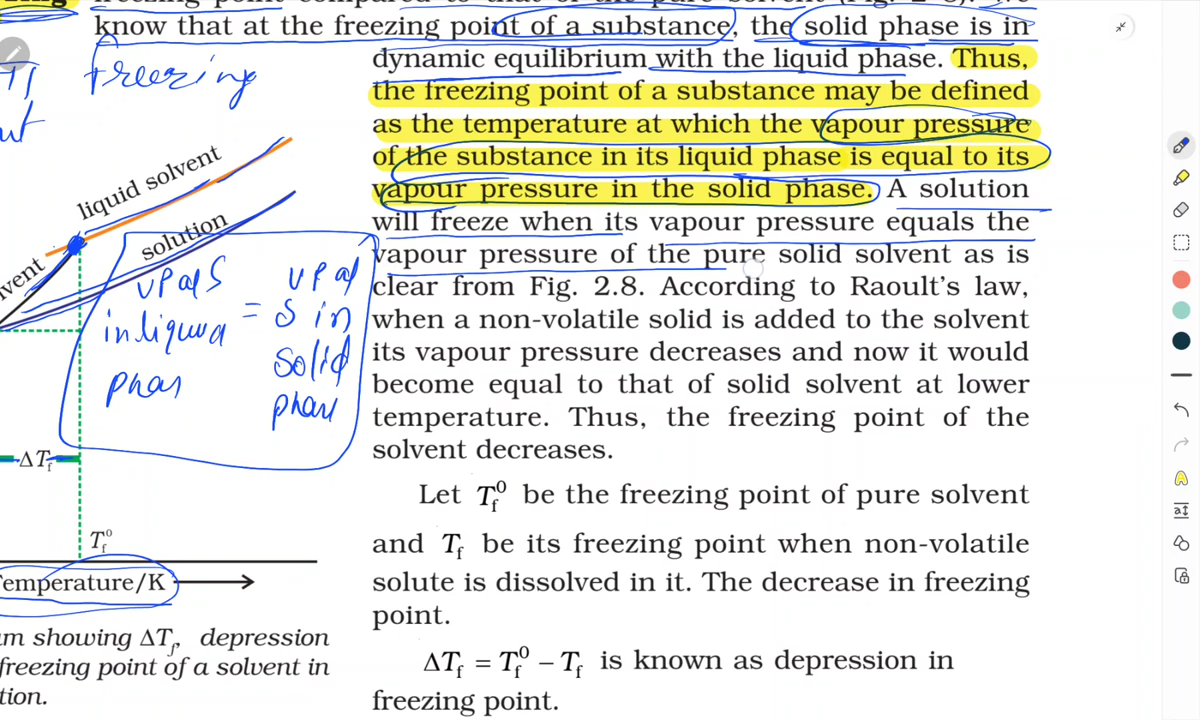 know that at the freezing point of a substance, the solid phase is in
dynamic equilibrium with the liquid phase. Thus,
the freezing point of a substance may be defined
as the temperature at which the vapour pressure
of the substance in its liquid phase is equal to its
vapour pressure in the solid phase. A solution
will freeze when its vapour pressure equals the
vapour pressure of the pure solid solvent as is
clear from Fig. 2.8. According to Raoult's law,
when a non-volatile solid is added to the solvent
its vapour pressure decreases and now it would
become equal to that of solid solvent at lower
temperature. Thus, the freezing point of the
solvent decreases.
Let T_f^0 be the freezing point of pure solvent
and T_f be its freezing point when non-volatile
solute is dissolved in it. The decrease in freezing
point.
ΔT_f = T_f^0 − T_f is known as depression in
freezing point.
freezing
liquid solvent
solution
VP of S
in
phas
=
VP of
S in
solid
phase
ΔT_f
T_f^0
emperature/K
showing ΔT_f, depression
freezing point of a solvent in